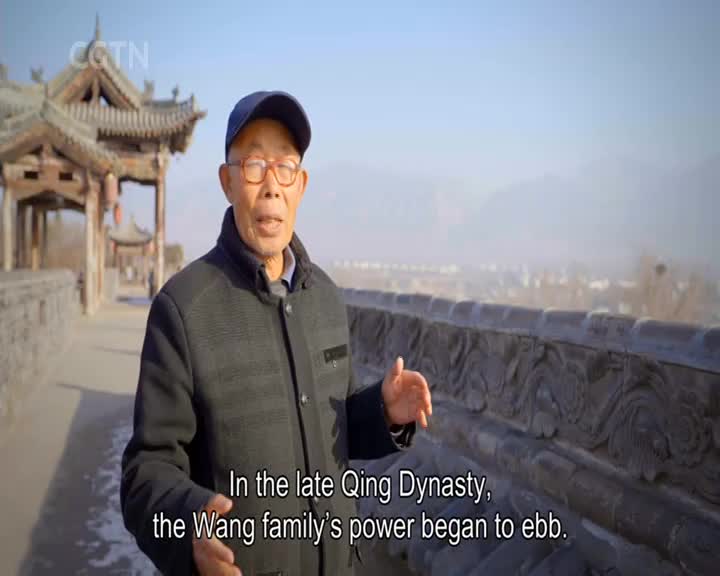 CGTN
In the late Qing Dynasty,
the Wang family's power began to ebb.